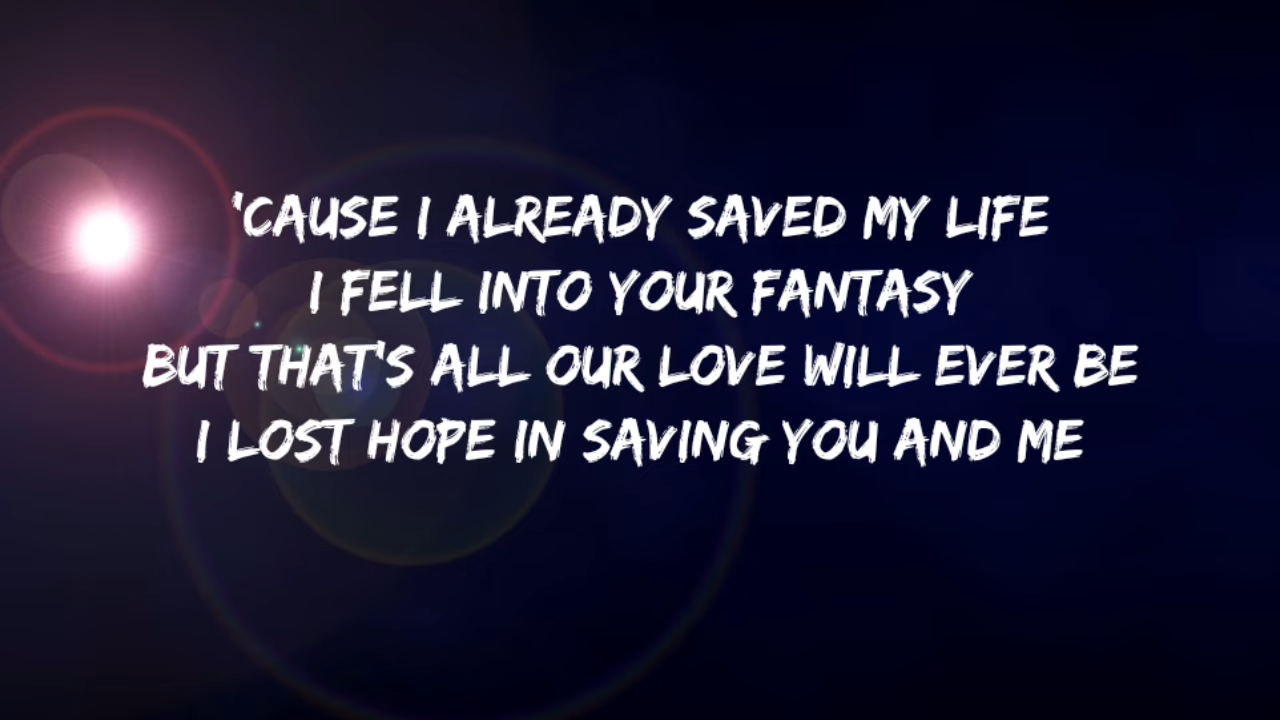 'CAUSE I ALREADY SAVED MY LIFE
I FELL INTO YOUR FANTASY
BUT THAT'S ALL OUR LOVE WILL EVER BE
I LOST HOPE IN SAVING YOU AND ME